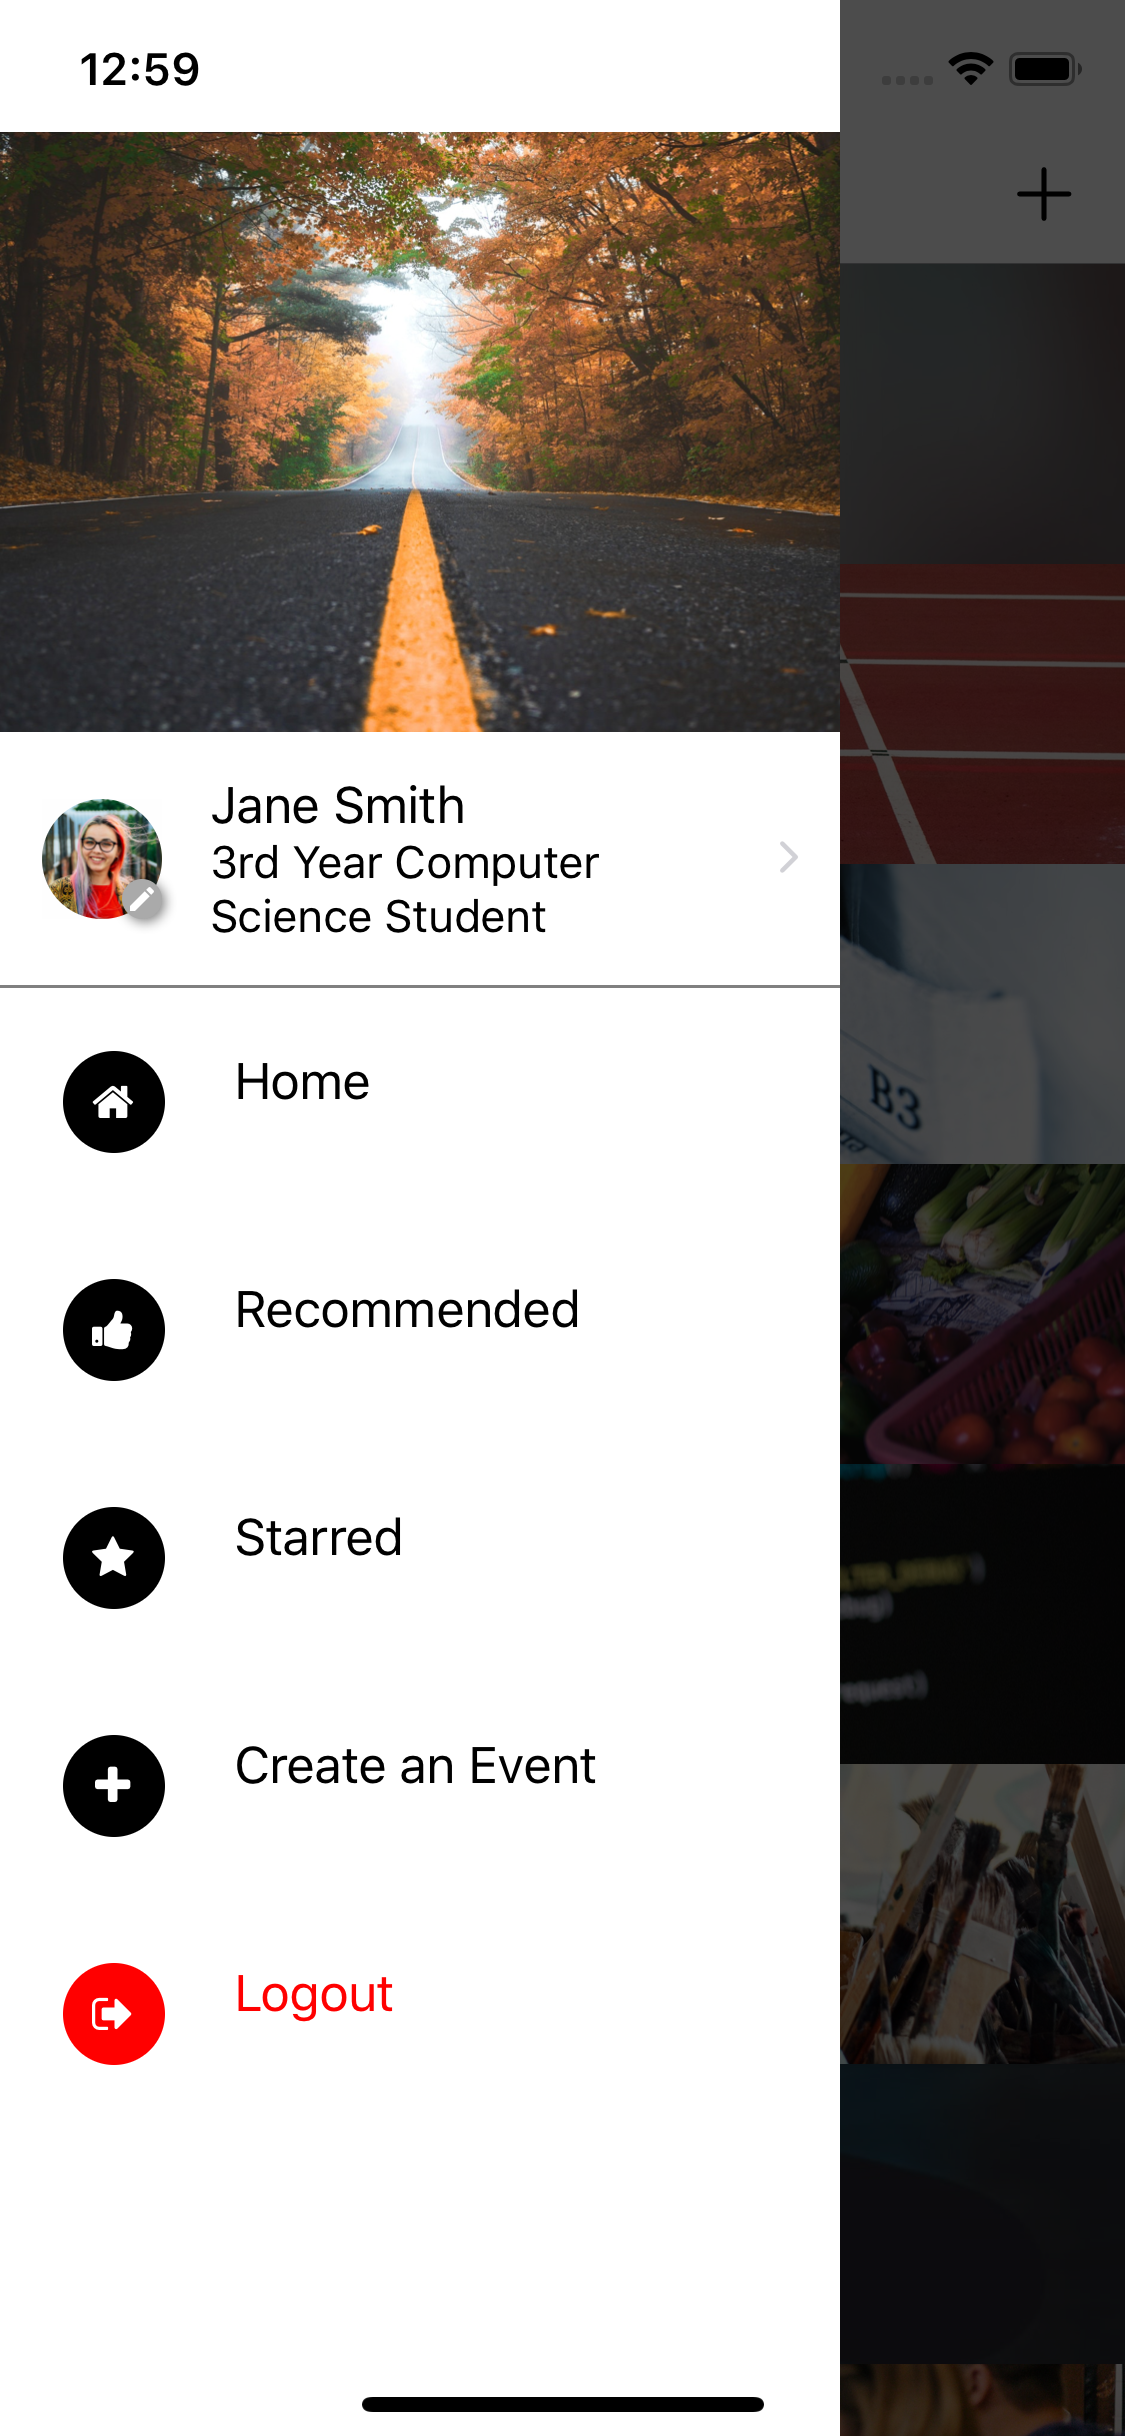 12:59
Jane Smith
3rd Year Computer
Science Student
Home
Recommended
Starred
Create an Event
Logout
B3